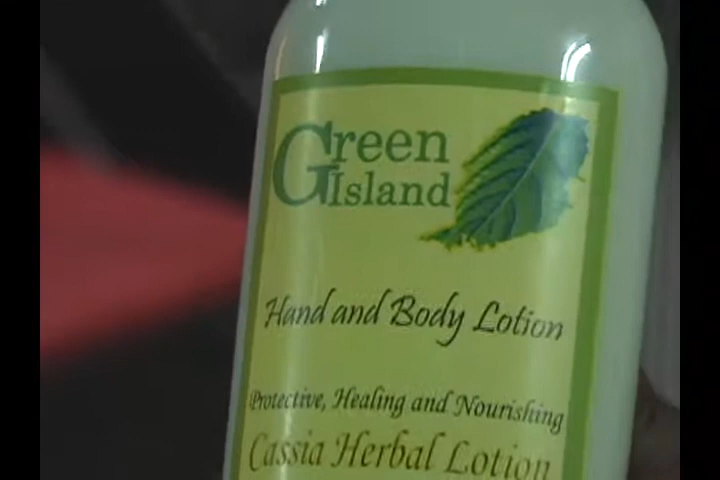 Green
Island
Hand and Body Lotion
Protective, Healing and Nourishing
Cassia Herbal Lotion